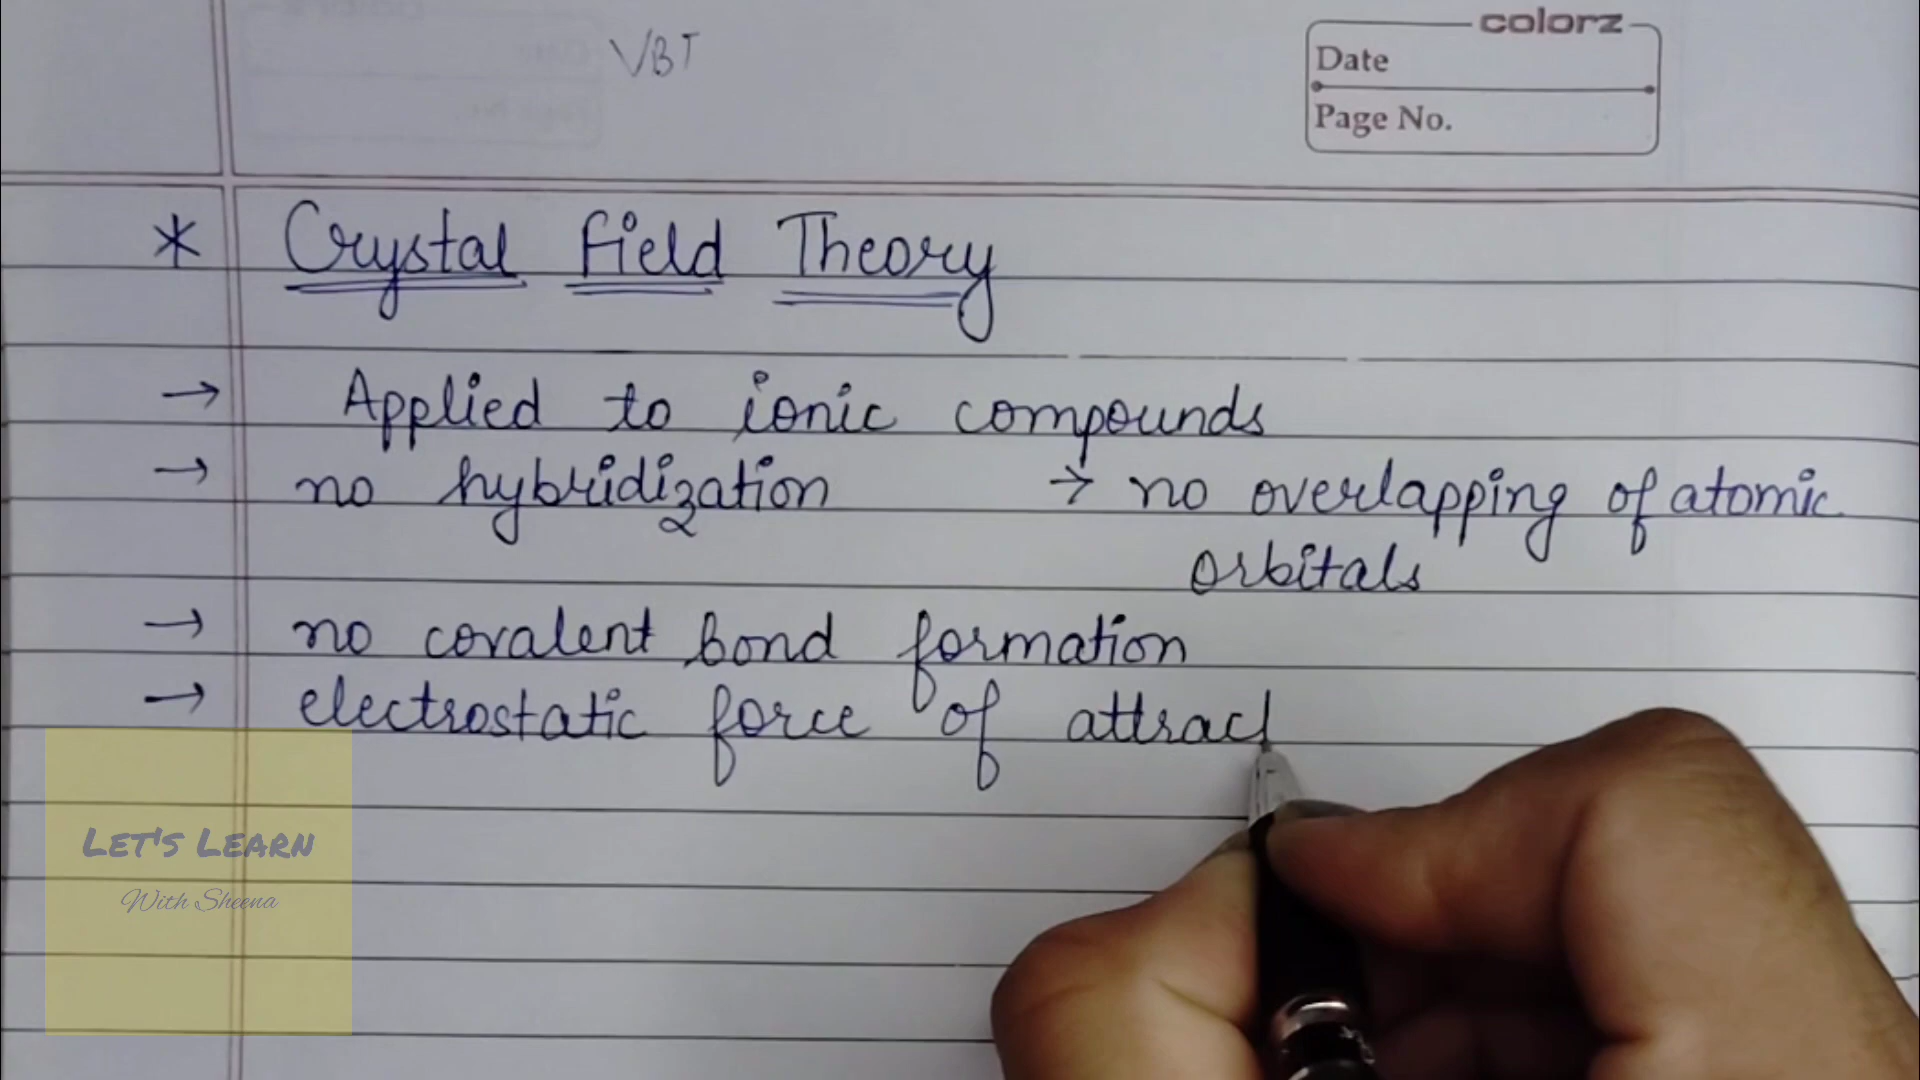 VBT
colorz
Date
Page No.
* Crystal Field Theory
→ Applied to ionic compounds
→ no hybridization → no overlapping of atomic
orbitals
→ no covalent bond formation
→ electrostatic force of attract
LET'S LEARN
With Sheena